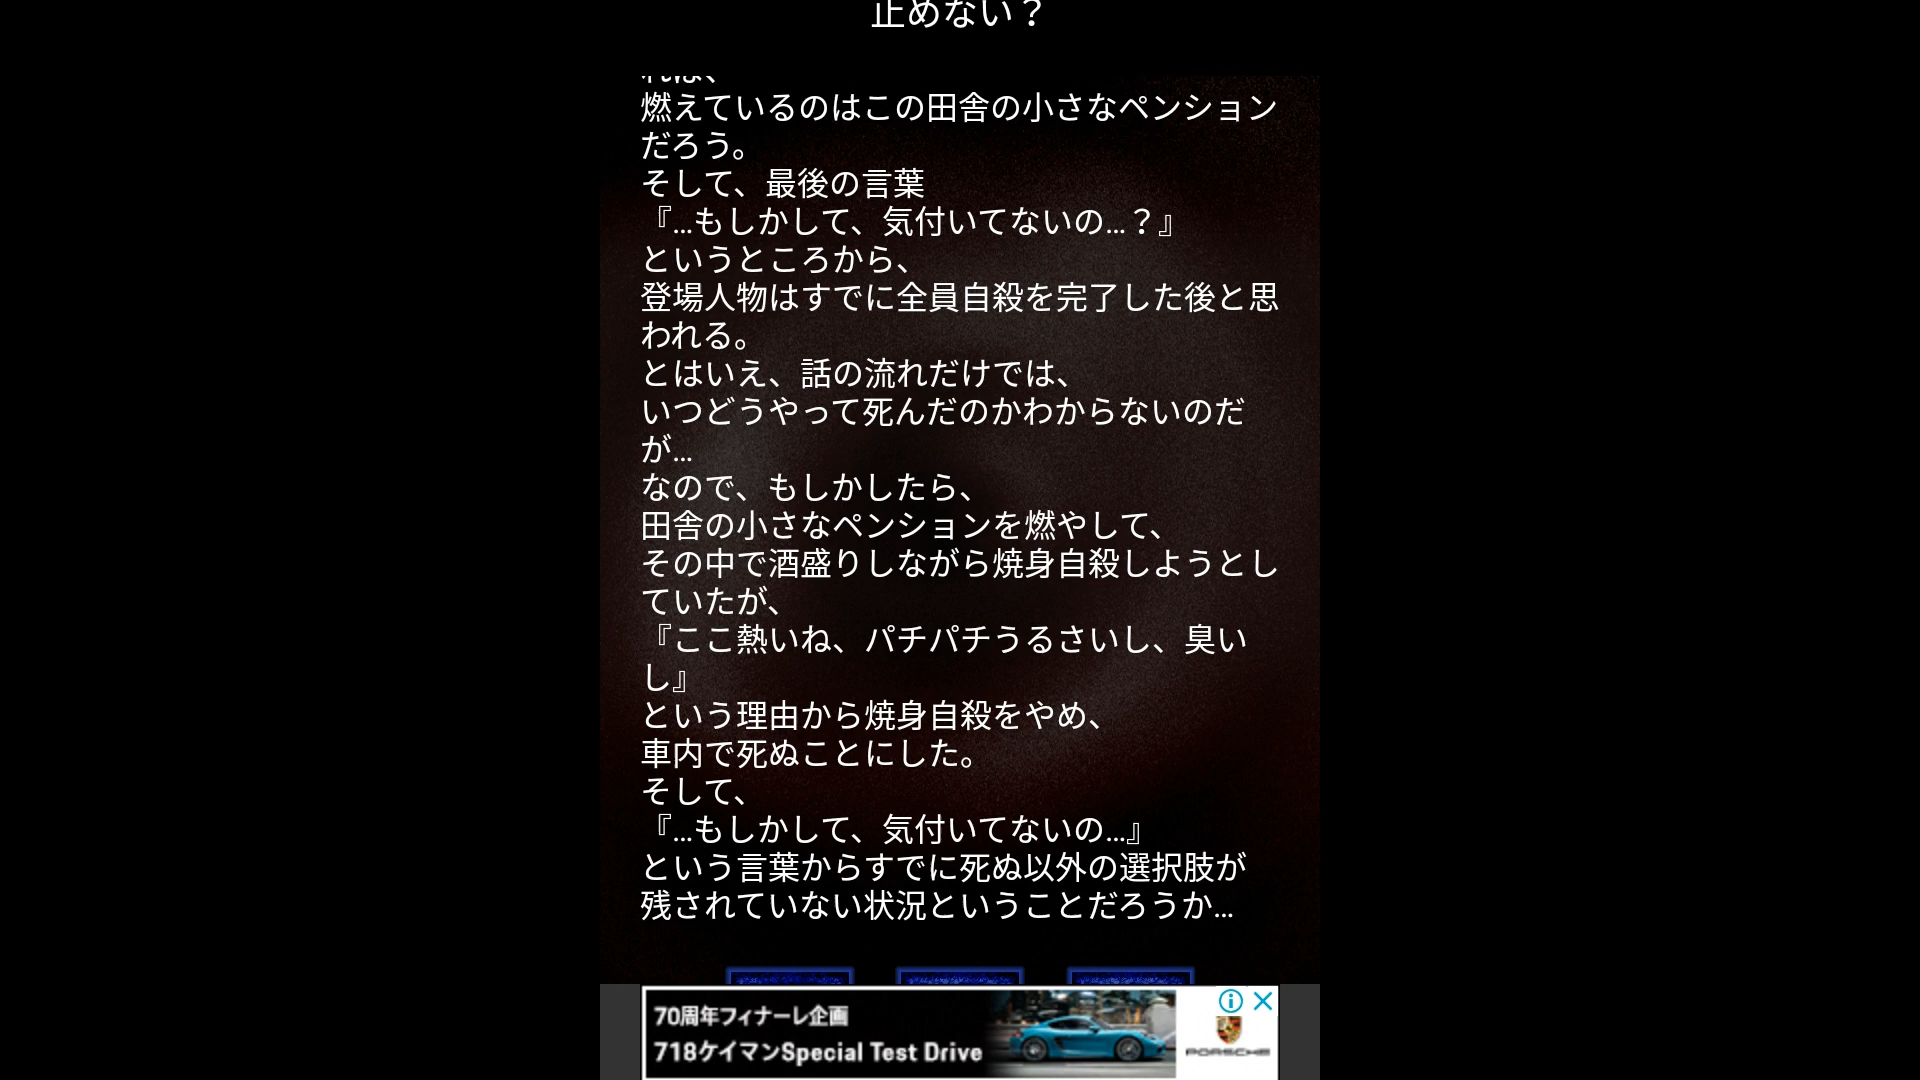 止めない？
れば、
燃えているのはこの田舎の小さなペンション
だろう。
そして、最後の言葉
『…もしかして、気付いてないの…？』
というところから、
登場人物はすでに全員自殺を完了した後と思
われる。
とはいえ、話の流れだけでは、
いつどうやって死んだのかわからないのだ
が…
なので、もしかしたら、
田舎の小さなペンションを燃やして、
その中で酒盛りしながら焼身自殺しようとし
ていたが、
『ここ熱いね、パチパチうるさいし、臭い
し』
という理由から焼身自殺をやめ、
車内で死ぬことにした。
そして、
『…もしかして、気付いてないの…』
という言葉からすでに死ぬ以外の選択肢が
残されていない状況ということだろうか…
70周年フィナーレ企画
718ケイマンSpecial Test Drive
PORSCHE